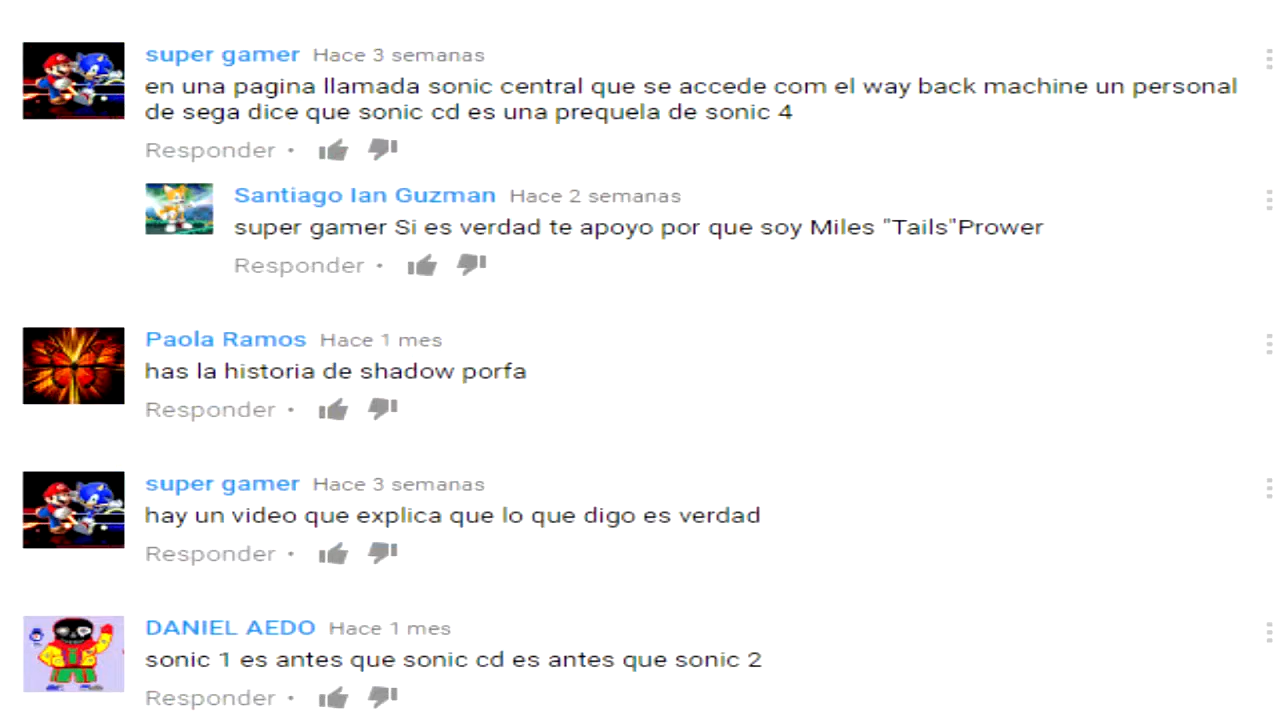 super gamer Hace 3 semanas
en una pagina llamada sonic central que se accede com el way back machine un personal
de sega dice que sonic cd es una prequela de sonic 4
Responder •
Santiago Ian Guzman Hace 2 semanas
super gamer Si es verdad te apoyo por que soy Miles "Tails"Prower
Responder •
Paola Ramos Hace 1 mes
has la historia de shadow porfa
Responder •
super gamer Hace 3 semanas
hay un video que explica que lo que digo es verdad
Responder •
DANIEL AEDO Hace 1 mes
sonic 1 es antes que sonic cd es antes que sonic 2
Responder •